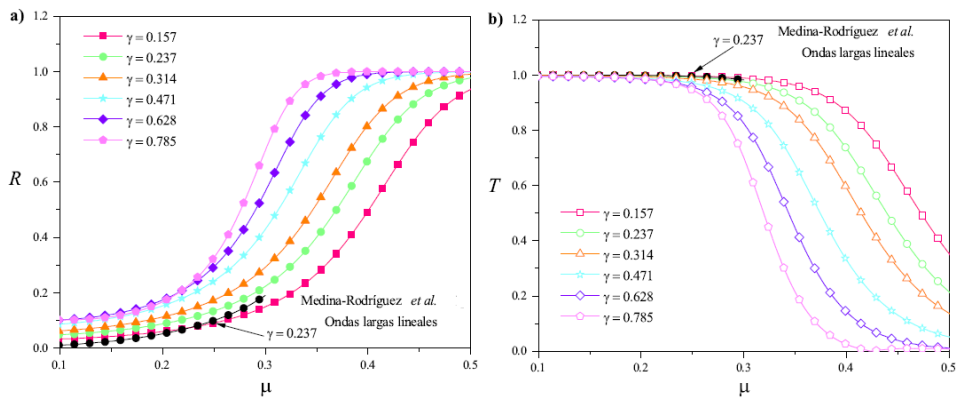 a)
1.2
1.0
0.8
0.6
0.4
0.2
0.0
R
γ = 0.157
γ = 0.237
γ = 0.314
γ = 0.471
γ = 0.628
γ = 0.785
Medina-Rodríguez et al.
Ondas largas lineales
γ = 0.237
0.1 0.2 0.3 0.4 0.5
μ
b)
1.2
1.0
0.8
0.6
0.4
0.2
0.0
T
γ = 0.237
Medina-Rodríguez et al.
Ondas largas lineales
γ = 0.157
γ = 0.237
γ = 0.314
γ = 0.471
γ = 0.628
γ = 0.785
0.1 0.2 0.3 0.4 0.5
μ